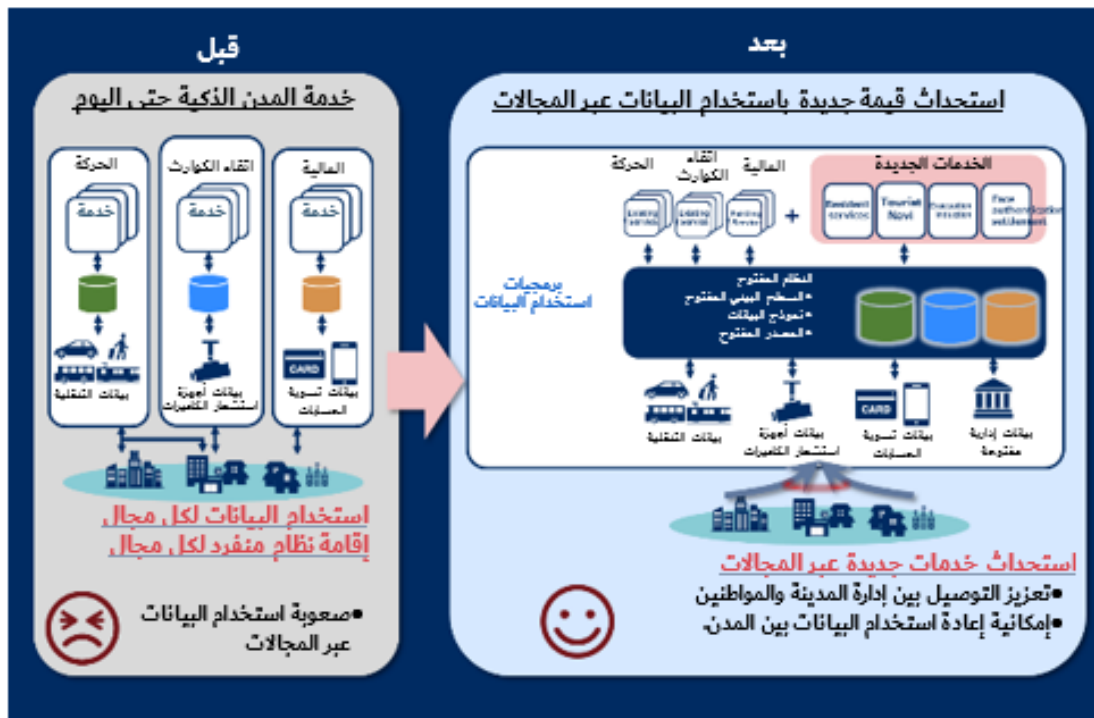 قبل
خدمة المدن الذكية حتى اليوم
الحركة
خدمة
اتقاء الكوارث
خدمة
المالية
خدمة
بيانات التنقلية
بيانات أجهزة
استشعار الكاميرات
CARD
بيانات تسوية
الحسابات
استخدام البيانات لكل مجال
إقامة نظام منفرد لكل مجال
•صعوبة استخدام البيانات
عبر المجالات
بعد
استحداث قيمة جديدة باستخدام البيانات عبر المجالات
الحركة
اتقاء
الكوارث
المالية
الخدمات الجديدة
Existing
Services
Existing
Services
+
Resident
services
Tourist
Navi
Face
authentication
settlement
برمجيات
استخدام البيانات
النظام المفتوح
•السطح البيني المفتوح
•نموذج البيانات
•المصدر المفتوح
بيانات التنقلية
بيانات أجهزة
استشعار الكاميرات
CARD
بيانات تسوية
الحسابات
بيانات إدارية
مفتوحة
استحداث خدمات جديدة عبر المجالات
•تعزيز التوصيل بين إدارة المدينة والمواطنين
•إمكانية إعادة استخدام البيانات بين المدن.